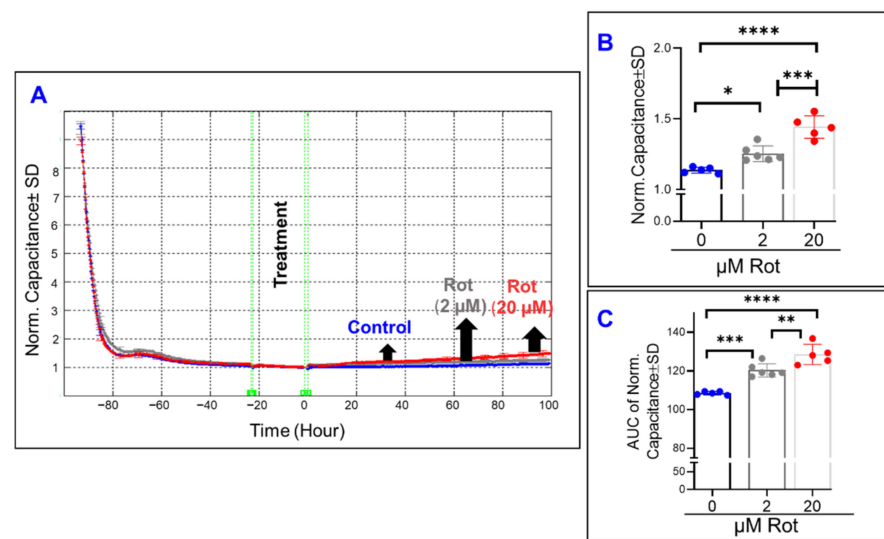 A
Norm. Capacitance± SD
8
7
6
5
4
3
2
1
Treatment
Control
Rot
(2 µM)
Rot
(20 µM)
−80 −60 −40 −20 0 20 40 60 80 100
Time (Hour)
B
Norm.Capacitance±SD
2.0
1.5
1.0
0.0
****
***
*
0 2 20
µM Rot
C
AUC of Norm.
Capacitance±SD
140
120
100
80
50
0
****
**
***
0 2 20
µM Rot